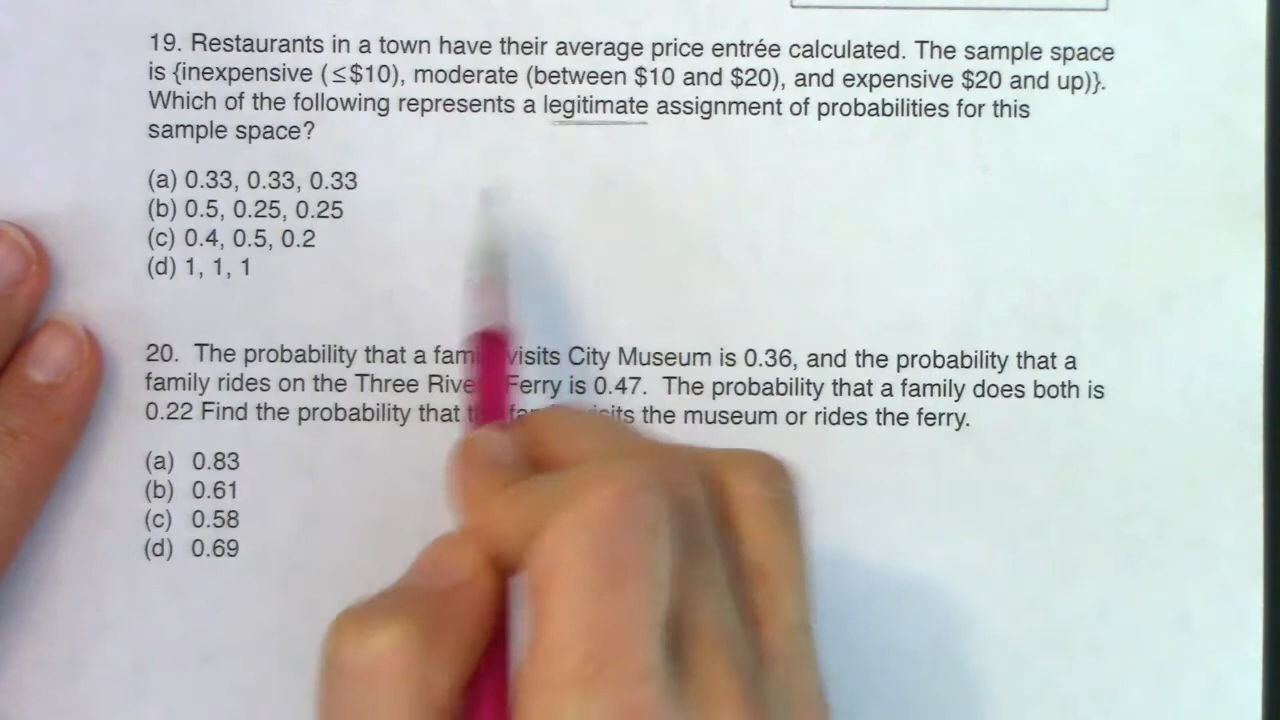 19. Restaurants in a town have their average price entrée calculated. The sample space
is {inexpensive (≤$10), moderate (between $10 and $20), and expensive $20 and up)}.
Which of the following represents a legitimate assignment of probabilities for this
sample space?
(a) 0.33, 0.33, 0.33
(b) 0.5, 0.25, 0.25
(c) 0.4, 0.5, 0.2
(d) 1, 1, 1
20. The probability that a visits City Museum is 0.36, and the probability that a
family rides on the Three Ferry is 0.47. The probability that a family does both is
0.22 Find the probability that the museum or rides the ferry.
(a) 0.83
(b) 0.61
(c) 0.58
(d) 0.69